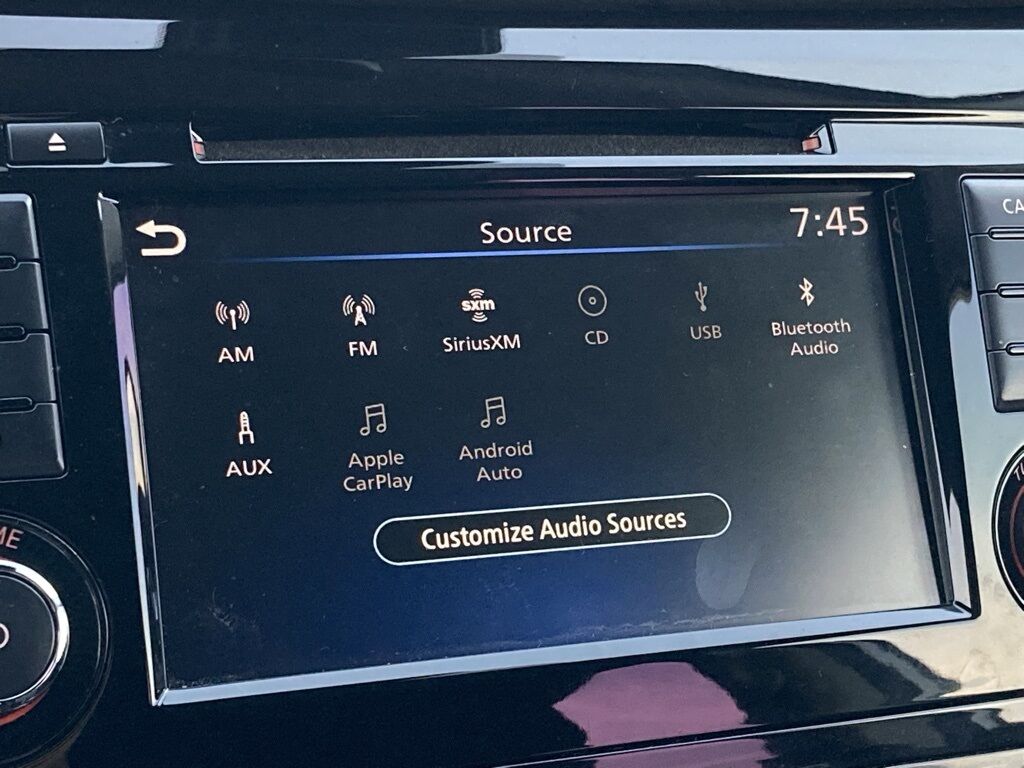 Source
7:45
AM
FM
sxm
SiriusXM
CD
USB
Bluetooth
Audio
AUX
Apple
CarPlay
Android
Auto
Customize Audio Sources